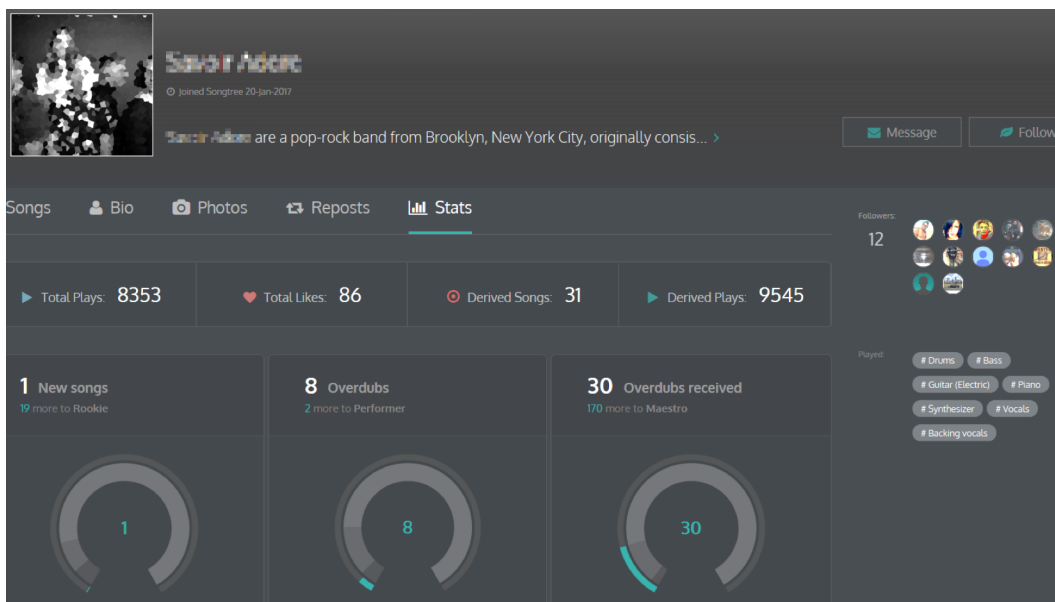 Joined Songtree 20-Jan-2017
are a pop-rock band from Brooklyn, New York City, originally consis... >
Message
Follow
Songs
Bio
Photos
Reposts
Stats
Followers:
12
Total Plays: 8353
Total Likes: 86
Derived Songs: 31
Derived Plays: 9545
Played:
# Drums
# Bass
# Guitar (Electric)
# Piano
# Synthesizer
# Vocals
# Backing vocals
1 New songs
19 more to Rookie
8 Overdubs
2 more to Performer
30 Overdubs received
170 more to Maestro
1
8
30